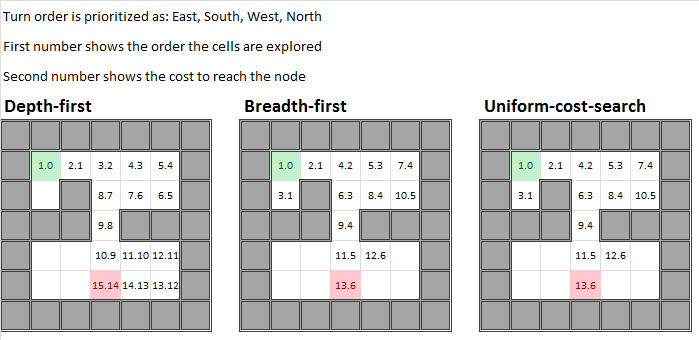 Turn order is prioritized as: East, South, West, North
First number shows the order the cells are explored
Second number shows the cost to reach the node
Depth-first
1.0 2.1 3.2 4.3 5.4
8.7 7.6 6.5
9.8
10.9 11.10 12.11
15.14 14.13 13.12
Breadth-first
1.0 2.1 4.2 5.3 7.4
3.1 6.3 8.4 10.5
9.4
11.5 12.6
13.6
Uniform-cost-search
1.0 2.1 4.2 5.3 7.4
3.1 6.3 8.4 10.5
9.4
11.5 12.6
13.6